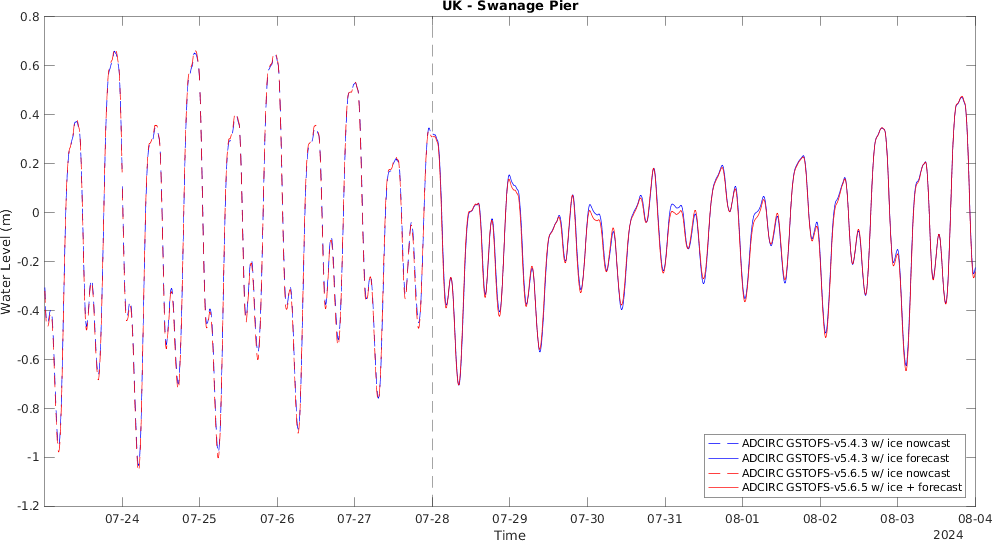 UK - Swanage Pier
0.8
0.6
0.4
0.2
0
-0.2
-0.4
-0.6
-0.8
-1
-1.2
Water Level (m)
ADCIRC GSTOFS-v5.4.3 w/ ice nowcast
ADCIRC GSTOFS-v5.4.3 w/ ice forecast
ADCIRC GSTOFS-v5.6.5 w/ ice nowcast
ADCIRC GSTOFS-v5.6.5 w/ ice + forecast
07-24 07-25 07-26 07-27 07-28 07-29 07-30 07-31 08-01 08-02 08-03 08-04
Time
2024